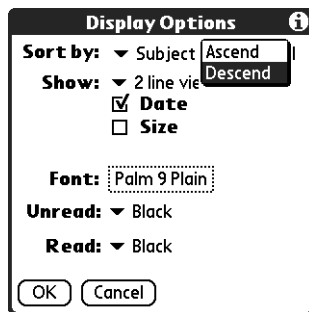 Display Options
Sort by: Subject Ascend
Descend
Show: 2 line vie
Date
Size
Font: Palm 9 Plain
Unread: Black
Read: Black
OK Cancel